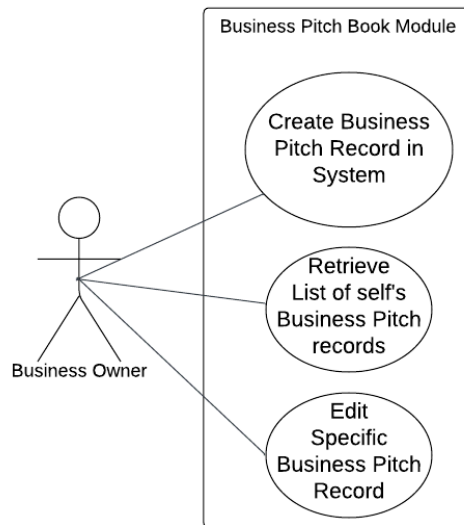 Business Pitch Book Module
Create Business
Pitch Record in
System
Retrieve
List of self's
Business Pitch
records
Business Owner
Edit
Specific
Business Pitch
Record